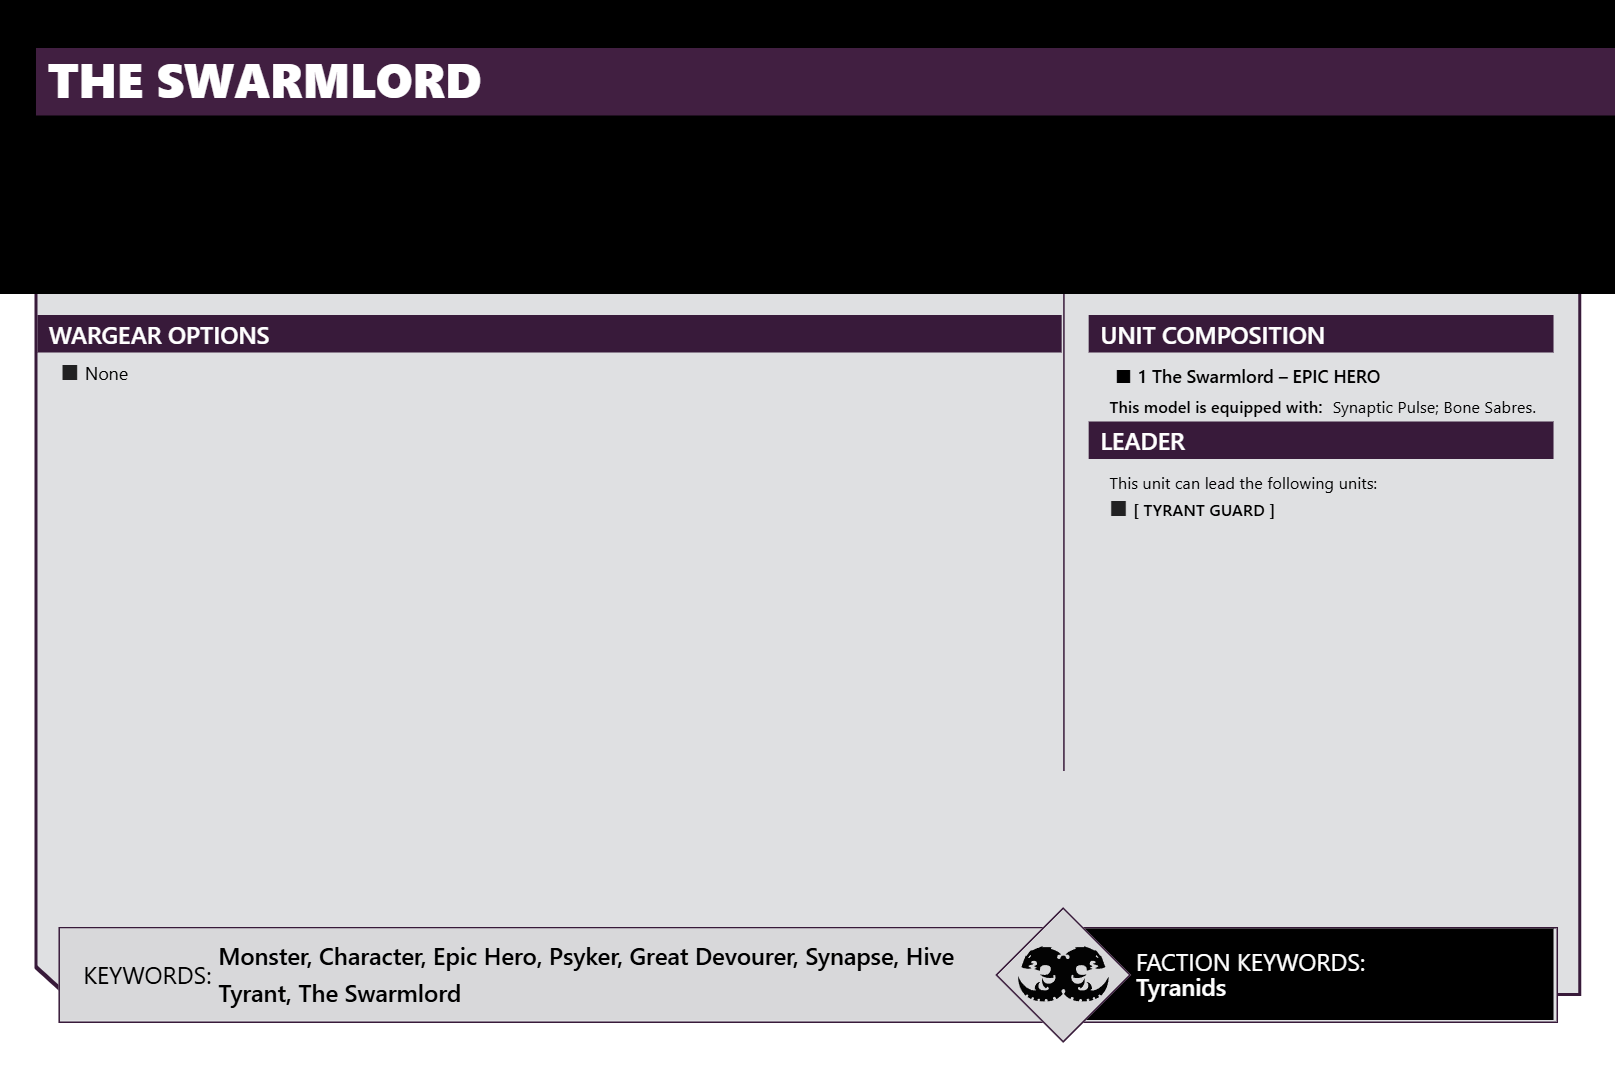 THE SWARMLORD
WARGEAR OPTIONS
■ None
UNIT COMPOSITION
■ 1 The Swarmlord – EPIC HERO
This model is equipped with: Synaptic Pulse; Bone Sabres.
LEADER
This unit can lead the following units:
■ [ TYRANT GUARD ]
KEYWORDS: Monster, Character, Epic Hero, Psyker, Great Devourer, Synapse, Hive
Tyrant, The Swarmlord
FACTION KEYWORDS:
Tyranids